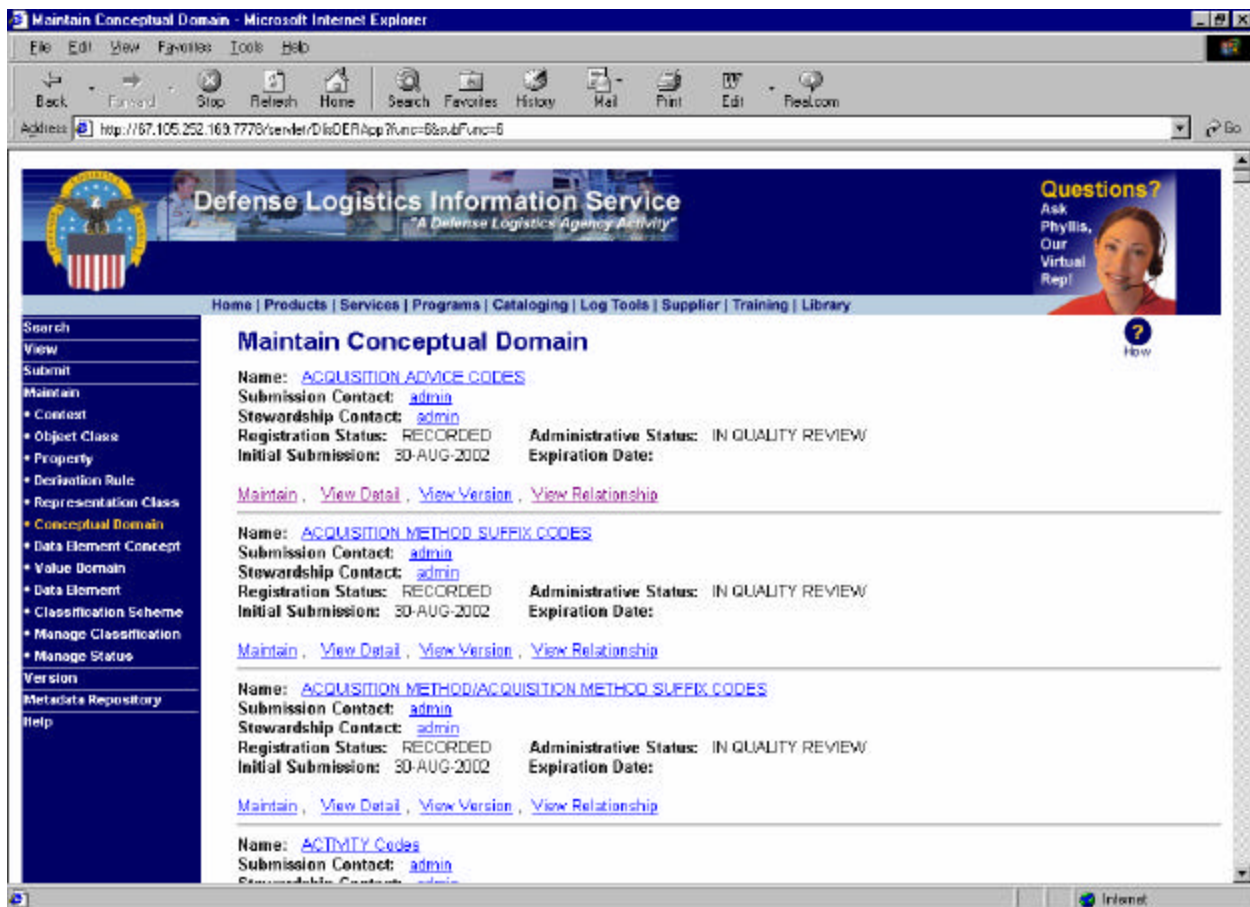 Maintain Conceptual Domain - Microsoft Internet Explorer
File Edit View Favorites Tools Help
Back Forward Stop Refresh Home Search Favorites History Mail Print Edit Real.com
Address http://67.105.252.169:7778/servlet/DlisDERApp?func=6&subFunc=6 Go
Defense Logistics Information Service
"A Defense Logistics Agency Activity"
Questions?
Ask
Phyllis,
Our
Virtual
Rep!
Home | Products | Services | Programs | Cataloging | Log Tools | Supplier | Training | Library
Search
View
Submit
Maintain
• Context
• Object Class
• Property
• Derivation Rule
• Representation Class
• Conceptual Domain
• Data Element Concept
• Value Domain
• Data Element
• Classification Scheme
• Manage Classification
• Manage Status
Version
Metadata Repository
Help
Maintain Conceptual Domain
?
How
Name: ACQUISITION ADVICE CODES
Submission Contact: admin
Stewardship Contact: admin
Registration Status: RECORDED Administrative Status: IN QUALITY REVIEW
Initial Submission: 30-AUG-2002 Expiration Date:
Maintain , View Detail , View Version , View Relationship
Name: ACQUISITION METHOD SUFFIX CODES
Submission Contact: admin
Stewardship Contact: admin
Registration Status: RECORDED Administrative Status: IN QUALITY REVIEW
Initial Submission: 30-AUG-2002 Expiration Date:
Maintain , View Detail , View Version , View Relationship
Name: ACQUISITION METHOD/ACQUISITION METHOD SUFFIX CODES
Submission Contact: admin
Stewardship Contact: admin
Registration Status: RECORDED Administrative Status: IN QUALITY REVIEW
Initial Submission: 30-AUG-2002 Expiration Date:
Maintain , View Detail , View Version , View Relationship
Name: ACTIVITY Codes
Submission Contact: admin
Stewardship Contact: admin
Internet